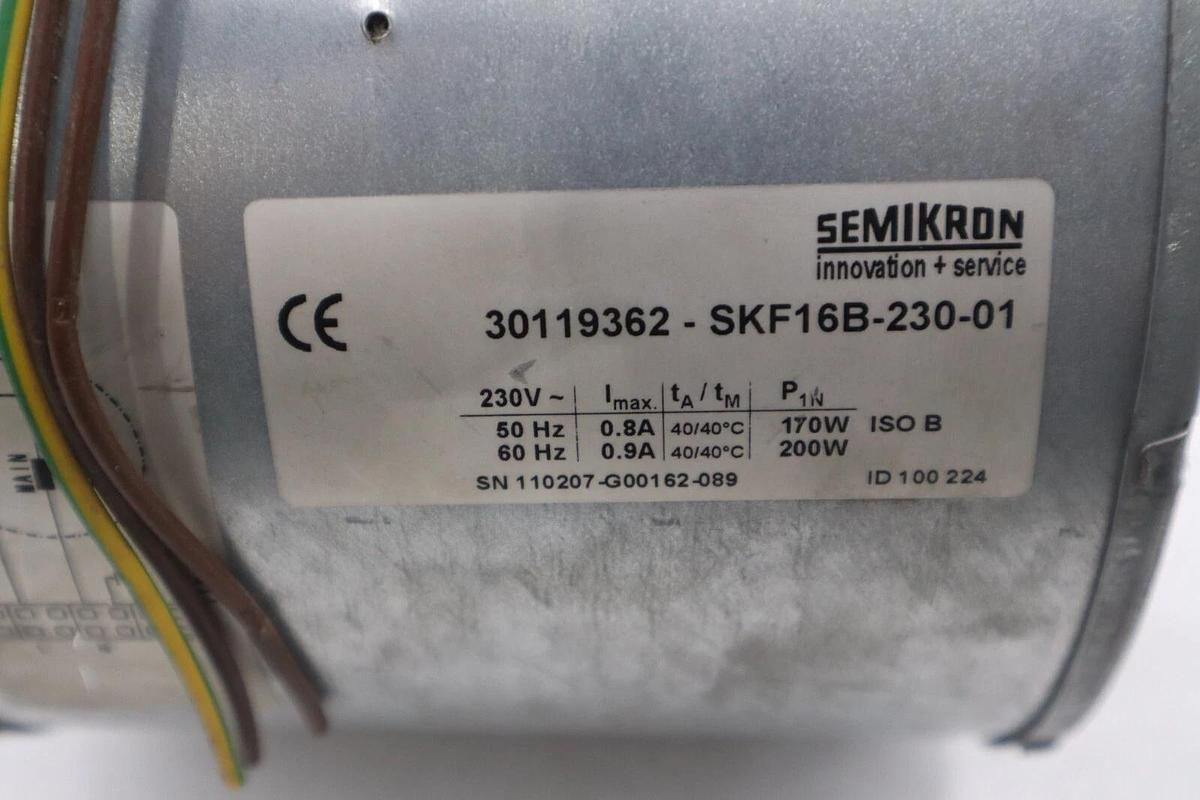 SEMIKRON
innovation + service
CE
30119362 - SKF16B-230-01
230V ~ Imax. tA / tM P1N
50 Hz 0.8A 40/40°C 170W ISO B
60 Hz 0.9A 40/40°C 200W
SN 110207-G00162-089 ID 100 224
MAIN